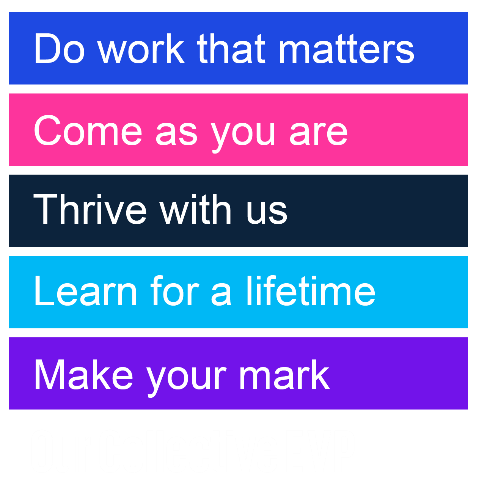 Do work that matters
Come as you are
Thrive with us
Learn for a lifetime
Make your mark